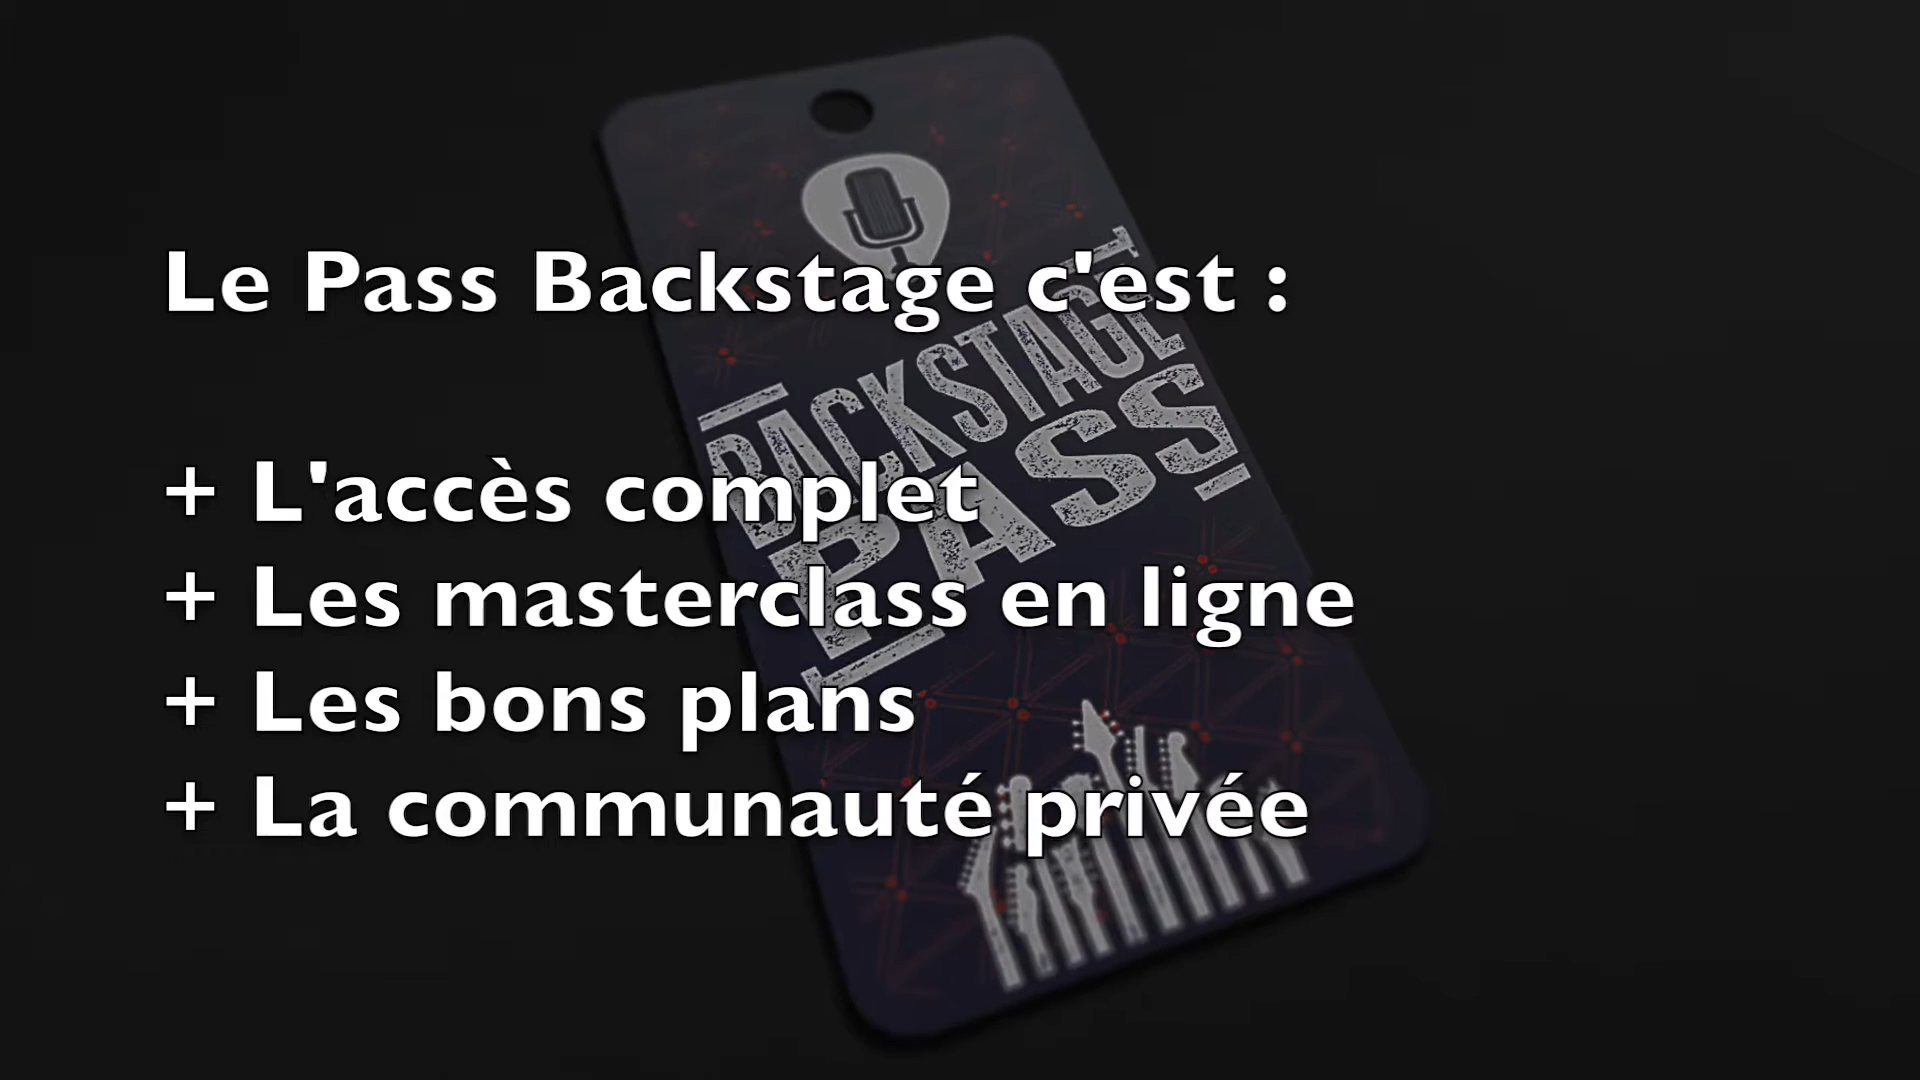 Le Pass Backstage c'est :
+ L'accès complet
+ Les masterclass en ligne
+ Les bons plans
+ La communauté privée
BACKSTAGE
PASS